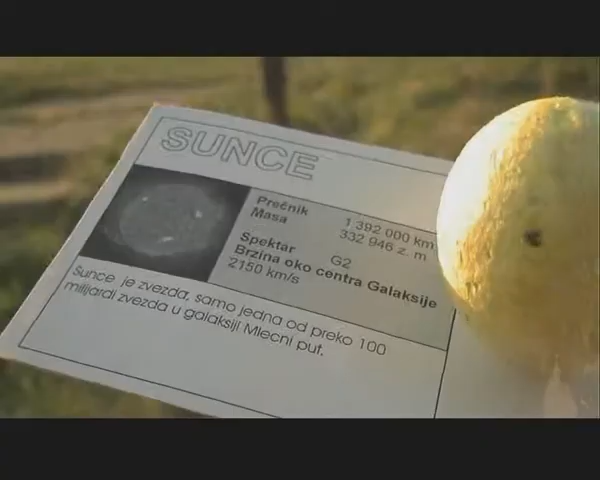 SUNCE
Prečnik 1 392 000 km
Masa 332 946 z. m
Spektar G2
Brzina oko centra Galaksije
2150 km/s
Sunce je zvezda, samo jedna od preko 100
milijardi zvezda u galaksiji Mlecni put.